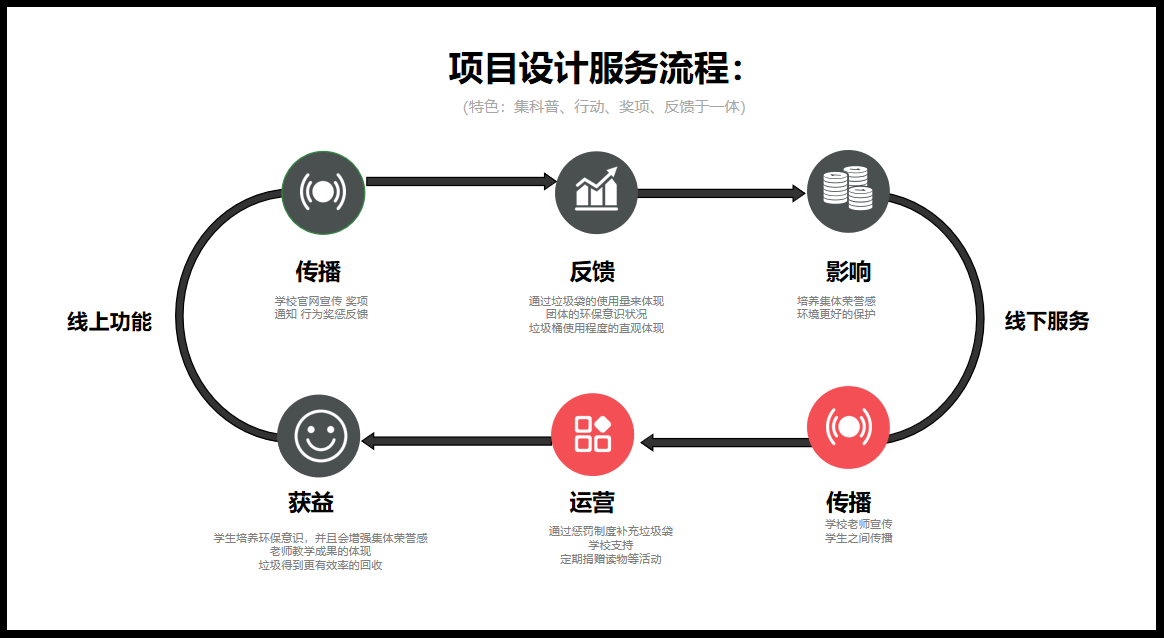 项目设计服务流程：
(特色：集科普、行动、奖项、反馈于一体)
传播
学校官网宣传 奖项
通知 行为奖惩反馈
反馈
通过垃圾袋的使用量来体现
团体的环保意识状况
垃圾桶使用程度的直观体现
影响
培养集体荣誉感
环境更好的保护
线上功能
线下服务
获益
学生培养环保意识，并且会增强集体荣誉感
老师教学成果的体现
垃圾得到更有效率的回收
运营
通过惩罚制度补充垃圾袋
学校支持
定期捐赠读物等活动
传播
学校老师宣传
学生之间传播